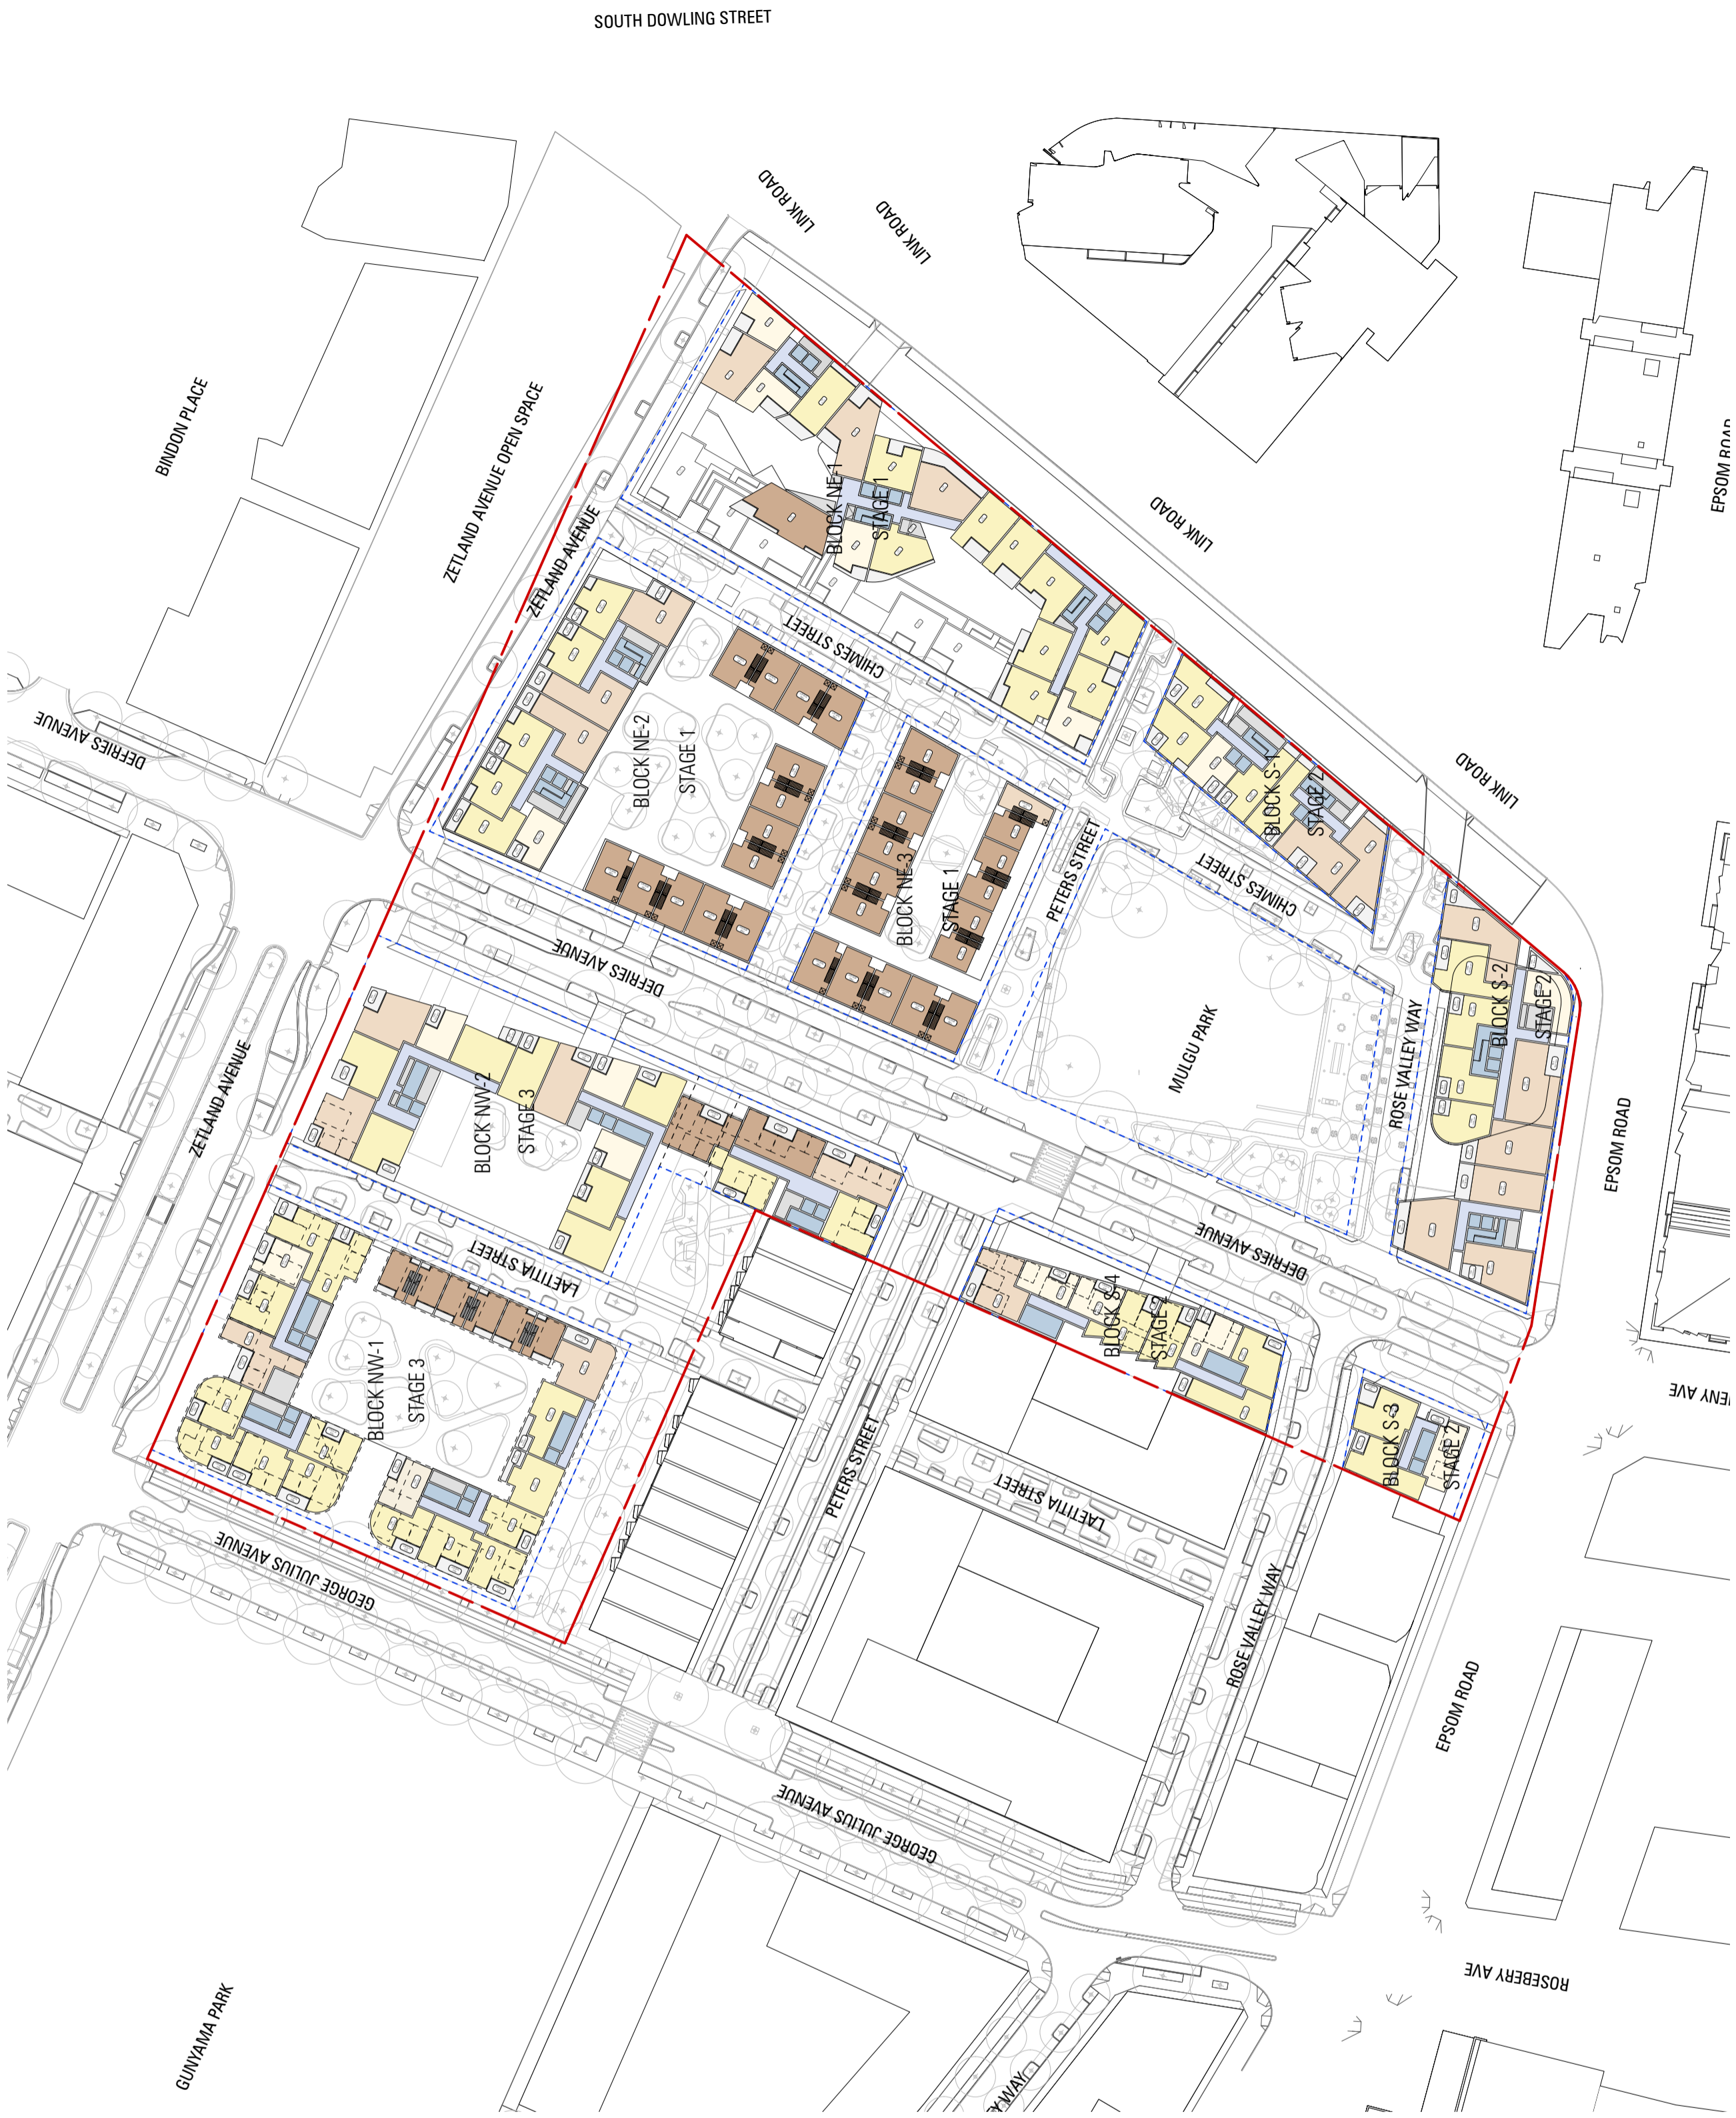 SOUTH DOWLING STREET
LINK ROAD
LINK ROAD
BINDON PLACE
ZETLAND AVENUE OPEN SPACE
EPSOM ROAD
ZETLAND AVENUE
BLOCK NE-1
STAGE 1
LINK ROAD
CHIMES STREET
DEFRIES AVENUE
BLOCK NE-2
STAGE 1
LINK ROAD
BLOCK S-1
STAGE 2
BLOCK NE-3
STAGE 1
PETERS STREET
CHIMES STREET
DEFRIES AVENUE
BLOCK S-2
STAGE 2
MULGU PARK
ROSE VALLEY WAY
ZETLAND AVENUE
BLOCK NW-2
STAGE 3
EPSOM ROAD
LAETITIA STREET
DEFRIES AVENUE
BLOCK S-4
STAGE 2
BLOCK NW-1
STAGE 3
ENY AVE
BLOCK S-3
STAGE 2
PETERS STREET
LAETITIA STREET
GEORGE JULIUS AVENUE
ROSE VALLEY WAY
EPSOM ROAD
GEORGE JULIUS AVENUE
ROSEBERY AVE
GUNYAMA PARK
Y WAY